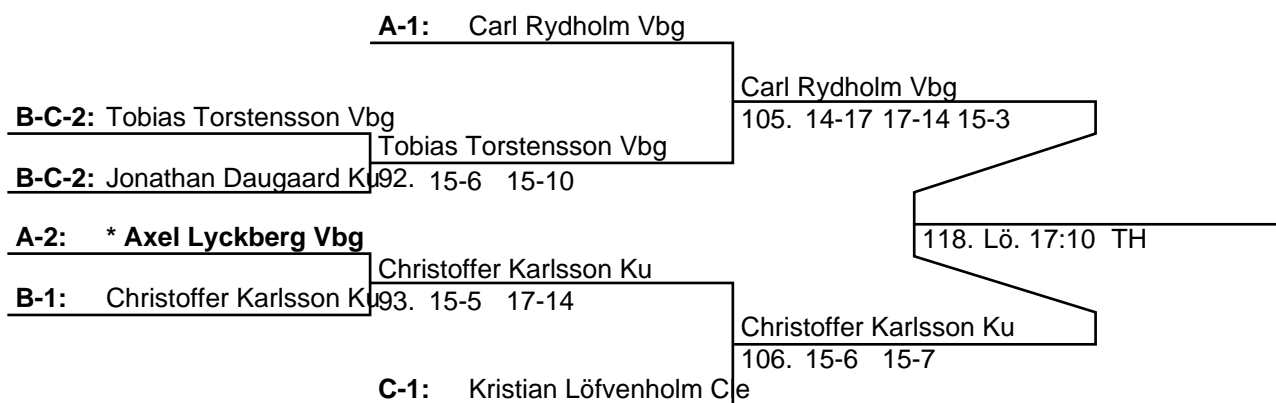 A-1: Carl Rydholm Vbg
Carl Rydholm Vbg
B-C-2: Tobias Torstensson Vbg
105. 14-17 17-14 15-3
Tobias Torstensson Vbg
B-C-2: Jonathan Daugaard Ku
92. 15-6 15-10
A-2: * Axel Lyckberg Vbg
118. Lö. 17:10 TH
Christoffer Karlsson Ku
B-1: Christoffer Karlsson Ku
93. 15-5 17-14
Christoffer Karlsson Ku
106. 15-6 15-7
C-1: Kristian Löfvenholm Cle